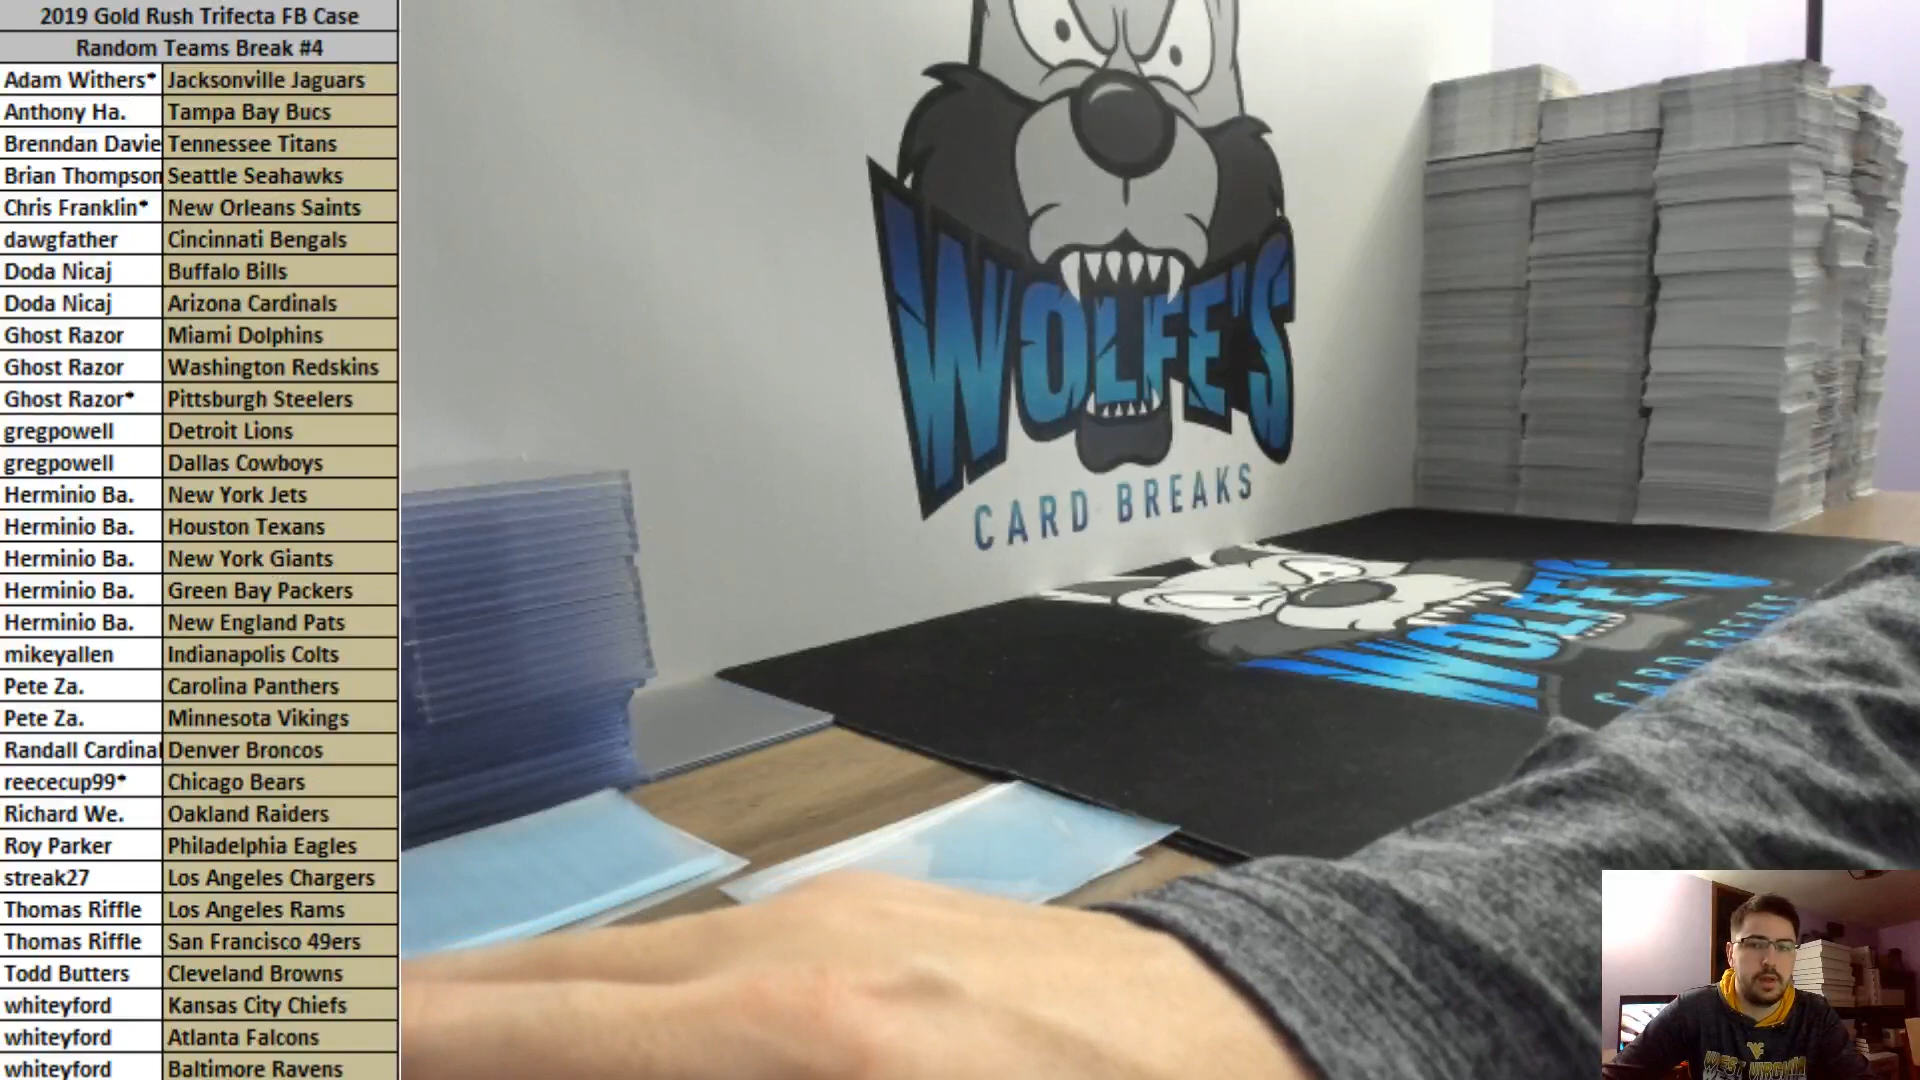 2019 Gold Rush Trifecta FB Case
Random Teams Break #4
Adam Withers* Jacksonville Jaguars
Anthony Ha. Tampa Bay Bucs
Brenndan Davie Tennessee Titans
Brian Thompson Seattle Seahawks
Chris Franklin* New Orleans Saints
dawgfather Cincinnati Bengals
Doda Nicaj Buffalo Bills
Doda Nicaj Arizona Cardinals
Ghost Razor Miami Dolphins
Ghost Razor Washington Redskins
Ghost Razor* Pittsburgh Steelers
gregpowell Detroit Lions
gregpowell Dallas Cowboys
Herminio Ba. New York Jets
Herminio Ba. Houston Texans
Herminio Ba. New York Giants
Herminio Ba. Green Bay Packers
Herminio Ba. New England Pats
mikeyallen Indianapolis Colts
Pete Za. Carolina Panthers
Pete Za. Minnesota Vikings
Randall Cardinal Denver Broncos
reececup99* Chicago Bears
Richard We. Oakland Raiders
Roy Parker Philadelphia Eagles
streak27 Los Angeles Chargers
Thomas Riffle Los Angeles Rams
Thomas Riffle San Francisco 49ers
Todd Butters Cleveland Browns
whiteyford Kansas City Chiefs
whiteyford Atlanta Falcons
whiteyford Baltimore Ravens
WOLFE'S
CARD BREAKS
WOLFE'S
CARD BREAKS
WEST VIRGINIA